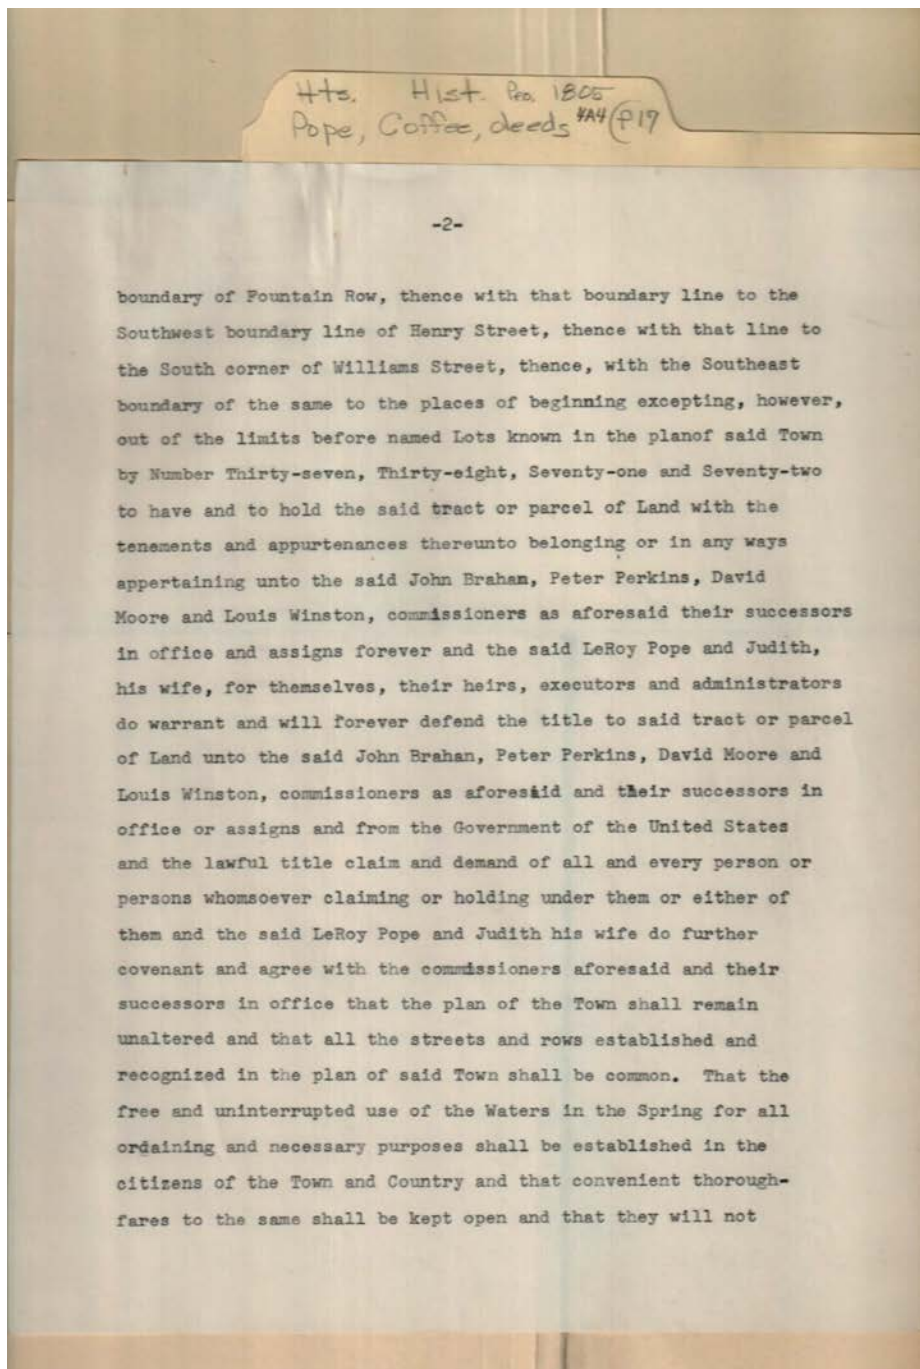 Hts. Hist. Pro. 1805
Pope, Coffee, deeds 4A4 P19
-2-
boundary of Fountain Row, thence with that boundary line to the
Southwest boundary line of Henry Street, thence with that line to
the South corner of Williams Street, thence, with the Southeast
boundary of the same to the places of beginning excepting, however,
out of the limits before named Lots known in the planof said Town
by Number Thirty-seven, Thirty-eight, Seventy-one and Seventy-two
to have and to hold the said tract or parcel of Land with the
tenements and appurtenances thereunto belonging or in any ways
appertaining unto the said John Brahan, Peter Perkins, David
Moore and Louis Winston, commissioners as aforesaid their successors
in office and assigns forever and the said LeRoy Pope and Judith,
his wife, for themselves, their heirs, executors and administrators
do warrant and will forever defend the title to said tract or parcel
of Land unto the said John Brahan, Peter Perkins, David Moore and
Louis Winston, commissioners as aforesaid and their successors in
office or assigns and from the Government of the United States
and the lawful title claim and demand of all and every person or
persons whomsoever claiming or holding under them or either of
them and the said LeRoy Pope and Judith his wife do further
covenant and agree with the commissioners aforesaid and their
successors in office that the plan of the Town shall remain
unaltered and that all the streets and rows established and
recognized in the plan of said Town shall be common. That the
free and uninterrupted use of the Waters in the Spring for all
ordaining and necessary purposes shall be established in the
citizens of the Town and Country and that convenient thorough-
fares to the same shall be kept open and that they will not